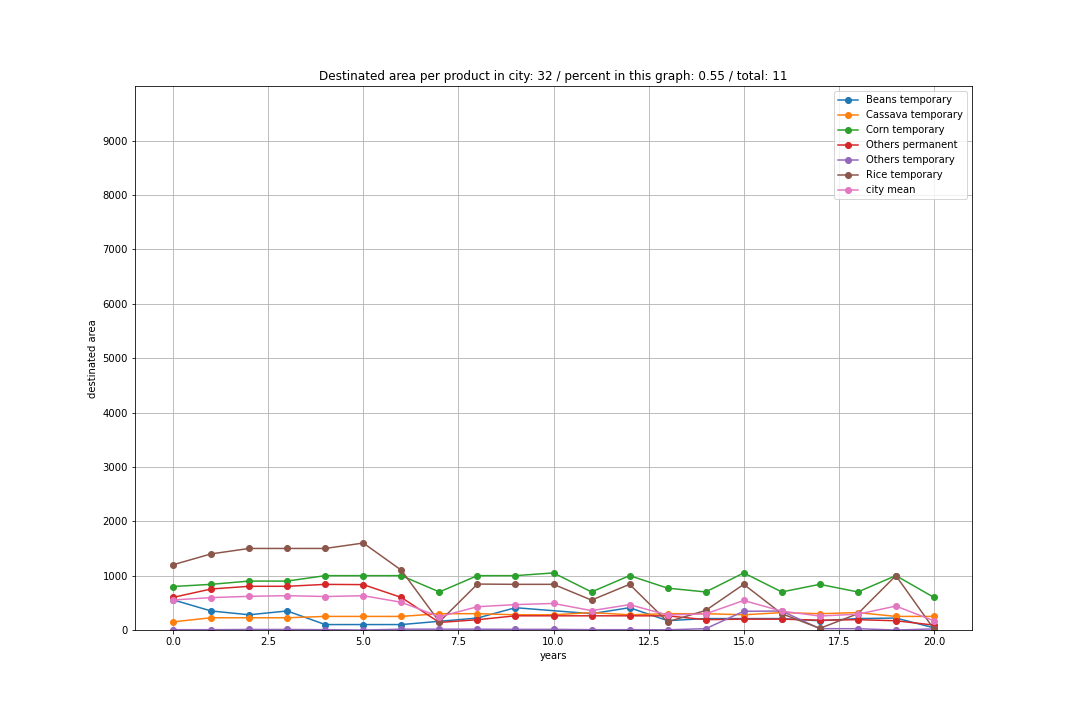 Destinated area per product in city: 32 / percent in this graph: 0.55 / total: 11
Beans temporary
Cassava temporary
Corn temporary
Others permanent
Others temporary
Rice temporary
city mean
9000
8000
7000
6000
5000
4000
3000
2000
1000
0
destinated area
0.0 2.5 5.0 7.5 10.0 12.5 15.0 17.5 20.0
years